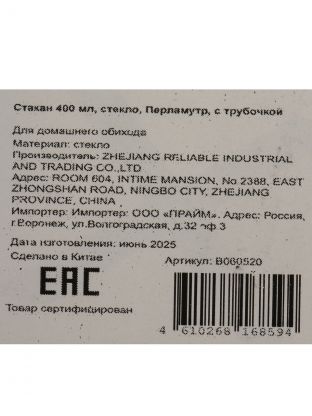 Стакан 400 мл, стекло, Перламутр, с трубочкой
Для домашнего обихода
Материал: стекло
Производитель: ZHEJIANG RELIABLE INDUSTRIAL
AND TRADING CO.,LTD
Адрес: ROOM 604, INTIME MANSION, No 2388, EAST
ZHONGSHAN ROAD, NINGBO CITY, ZHEJIANG
PROVINCE, CHINA
Импортер: Импортер: ООО «ПРАЙМ». Адрес: Россия,
г.Воронеж, ул.Волгоградская, д.32 оф 3
Дата изготовления: июнь 2025
Сделано в Китае
Артикул: B060520
EAC
Товар сертифицирован
4 610268 168594